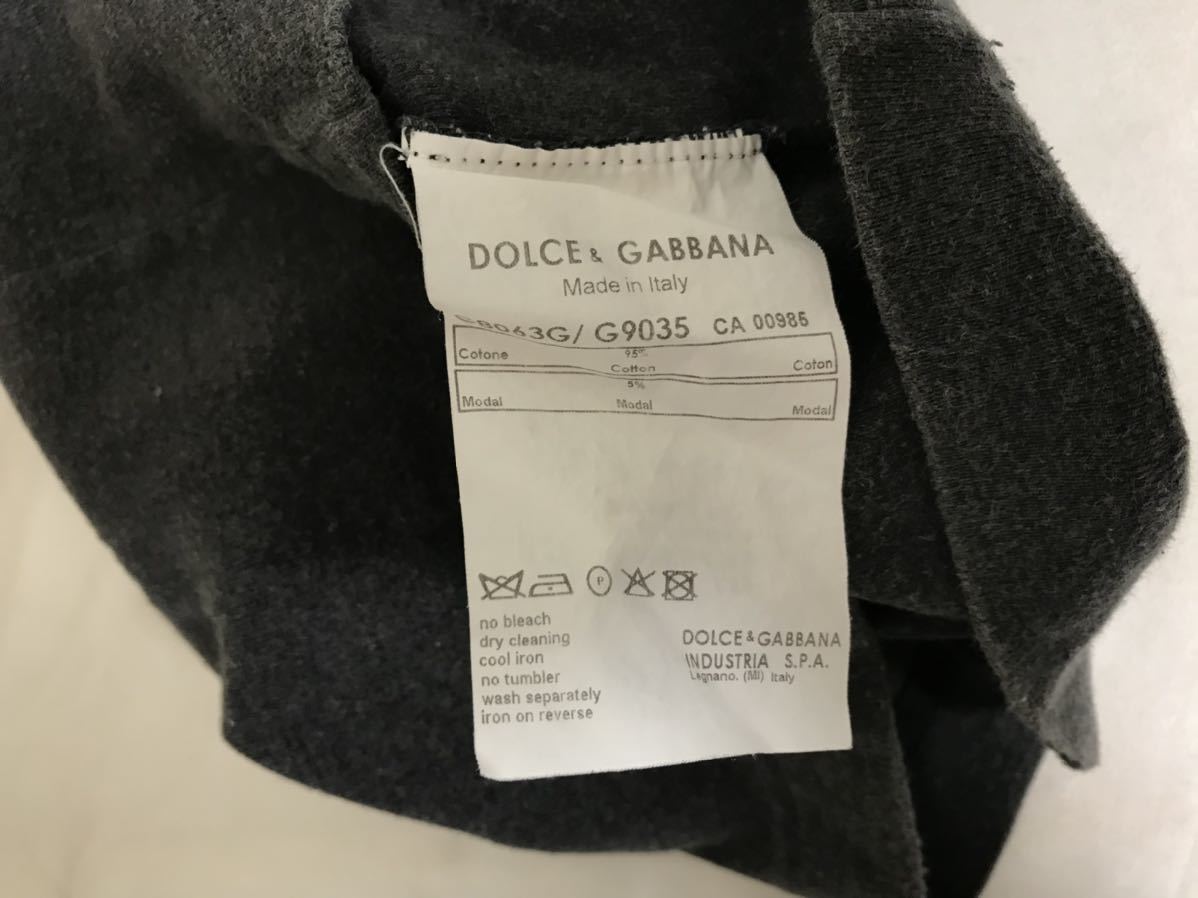 DOLCE & GABBANA
Made in Italy
G9035 CA 00985
95%
Cotone Cotton Coton
5%
Modal Modal Modal
P
no bleach
dry cleaning
cool iron
no tumbler
wash separately
iron on reverse
DOLCE & GABBANA
INDUSTRIA S.P.A.
Legnano. (MI) Italy